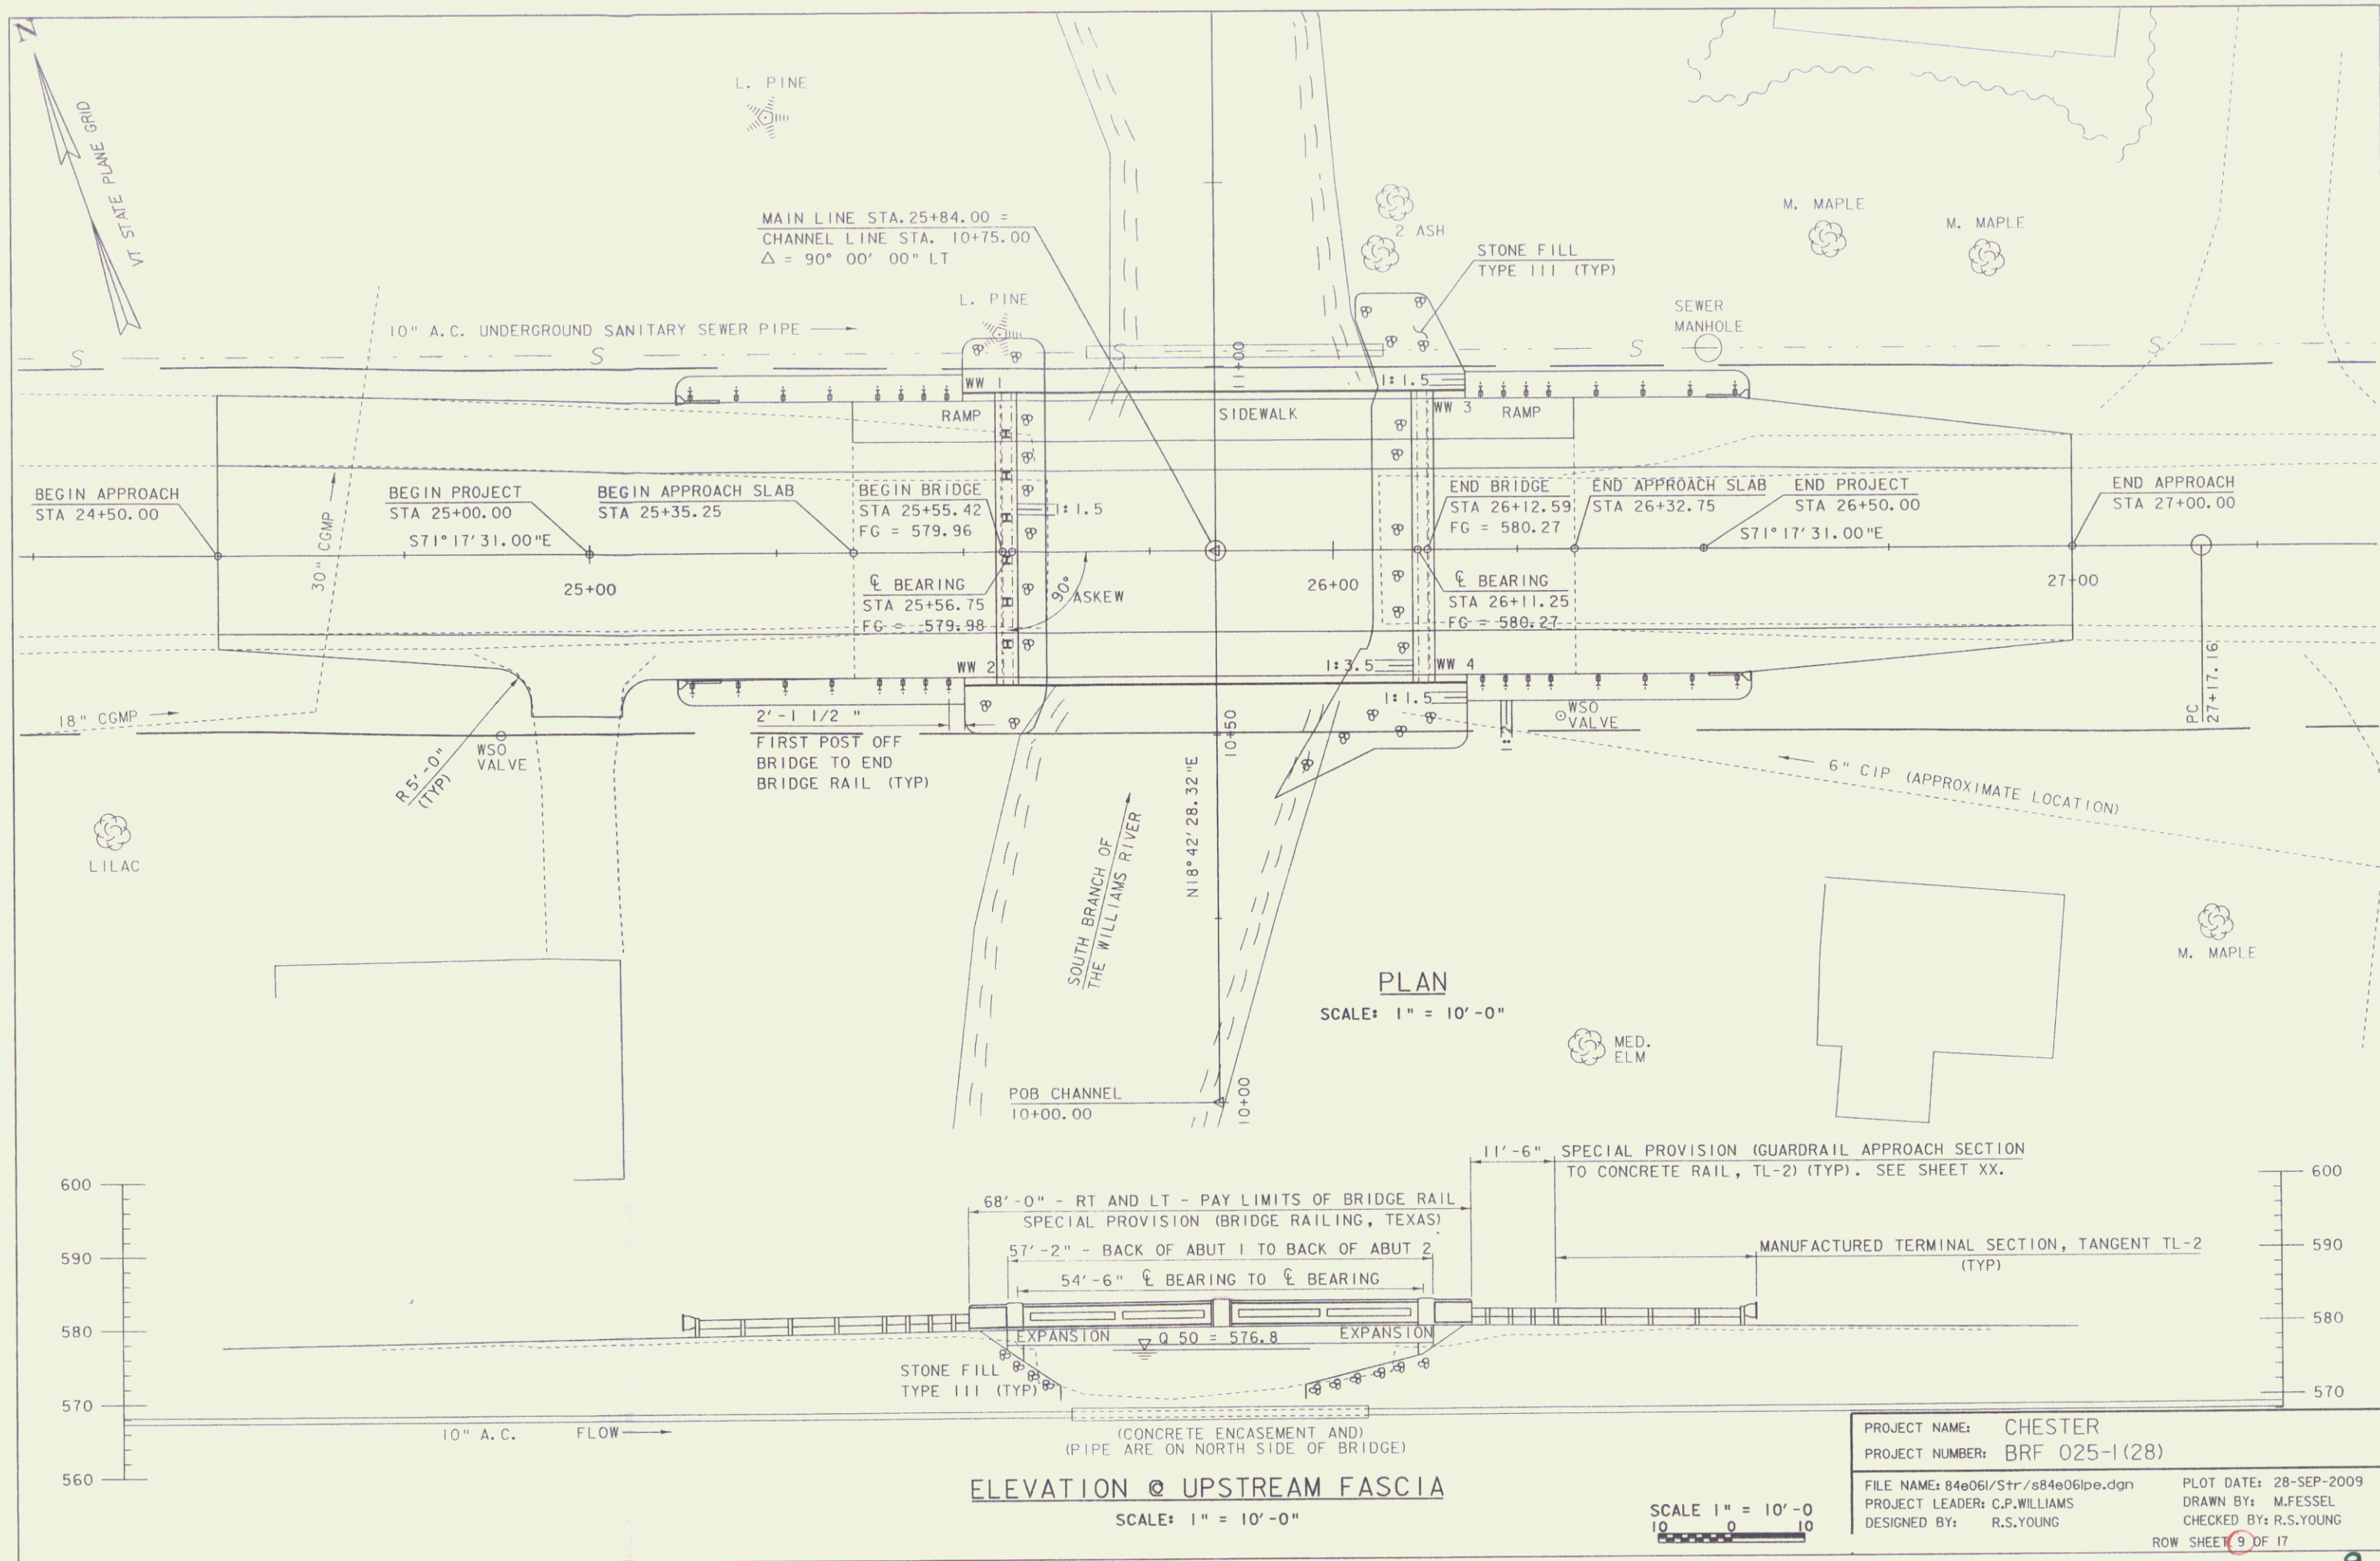 Z
VT STATE PLANE GRID
L. PINE
MAIN LINE STA. 25+84.00 =
CHANNEL LINE STA. 10+75.00
Δ = 90° 00' 00" LT
2 ASH
STONE FILL
TYPE III (TYP)
M. MAPLE
M. MAPLE
L. PINE
10" A.C. UNDERGROUND SANITARY SEWER PIPE
SEWER
MANHOLE
S
S
S
S
S
11+00
WW 1
1:1.5
RAMP
SIDEWALK
WW 3
RAMP
BEGIN APPROACH
STA 24+50.00
30" CGMP
BEGIN PROJECT
STA 25+00.00
S71°17'31.00"E
BEGIN APPROACH SLAB
STA 25+35.25
BEGIN BRIDGE
STA 25+55.42
FG = 579.96
1:1.5
END BRIDGE
STA 26+12.59
FG = 580.27
END APPROACH SLAB
STA 26+32.75
END PROJECT
STA 26+50.00
S71°17'31.00"E
END APPROACH
STA 27+00.00
25+00
℄ BEARING
STA 25+56.75
FG = 579.98
90°
ASKEW
26+00
℄ BEARING
STA 26+11.25
FG = 580.27
27+00
WW 2
1:3.5
WW 4
1:1.5
18" CGMP
R 5'-0"
(TYP)
WSO
VALVE
2'-1 1/2 "
FIRST POST OFF
BRIDGE TO END
BRIDGE RAIL (TYP)
10+50
1:2
WSO
VALVE
PC
27+17.16
6" CIP (APPROXIMATE LOCATION)
LILAC
SOUTH BRANCH OF
THE WILLIAMS RIVER
N18°42'28.32"E
M. MAPLE
PLAN
SCALE: 1" = 10'-0"
MED.
ELM
POB CHANNEL
10+00.00
10+00
11'-6"
SPECIAL PROVISION (GUARDRAIL APPROACH SECTION
TO CONCRETE RAIL, TL-2) (TYP). SEE SHEET XX.
68'-0" - RT AND LT - PAY LIMITS OF BRIDGE RAIL
SPECIAL PROVISION (BRIDGE RAILING, TEXAS)
57'-2" - BACK OF ABUT 1 TO BACK OF ABUT 2
54'-6" ℄ BEARING TO ℄ BEARING
MANUFACTURED TERMINAL SECTION, TANGENT TL-2
(TYP)
600
590
580
570
560
600
590
580
570
EXPANSION
Q 50 = 576.8
EXPANSION
STONE FILL
TYPE III (TYP)
10" A.C.
FLOW
(CONCRETE ENCASEMENT AND)
(PIPE ARE ON NORTH SIDE OF BRIDGE)
ELEVATION @ UPSTREAM FASCIA
SCALE: 1" = 10'-0"
SCALE 1" = 10'-0
10 0 10
PROJECT NAME: CHESTER
PROJECT NUMBER: BRF 025-1(28)
FILE NAME: 84e061/Str/s84e061pe.dgn
PLOT DATE: 28-SEP-2009
PROJECT LEADER: C.P.WILLIAMS
DRAWN BY: M.FESSEL
DESIGNED BY: R.S.YOUNG
CHECKED BY: R.S.YOUNG
ROW SHEET 9 OF 17